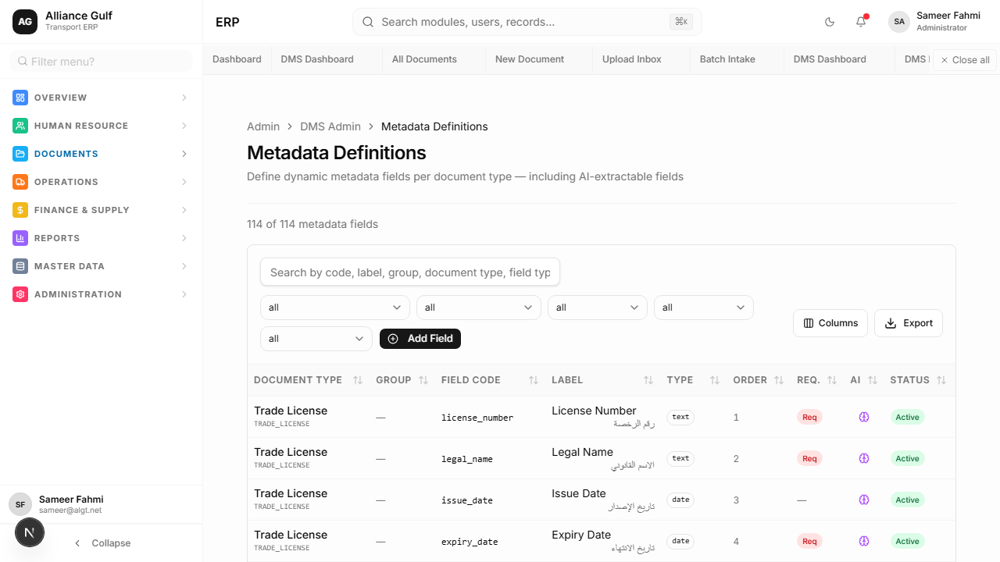 AG
Alliance Gulf
Transport ERP
ERP
Search modules, users, records...
⌘K
SA
Sameer Fahmi
Administrator
Filter menu?
Dashboard
DMS Dashboard
All Documents
New Document
Upload Inbox
Batch Intake
DMS Dashboard
DMS
Close all
OVERVIEW
HUMAN RESOURCE
DOCUMENTS
OPERATIONS
FINANCE & SUPPLY
REPORTS
MASTER DATA
ADMINISTRATION
SF
Sameer Fahmi
sameer@algt.net
N
Collapse
Admin > DMS Admin > Metadata Definitions
Metadata Definitions
Define dynamic metadata fields per document type — including AI-extractable fields
114 of 114 metadata fields
Search by code, label, group, document type, field typ
all all all all
all Add Field
Columns Export
DOCUMENT TYPE GROUP FIELD CODE LABEL TYPE ORDER REQ. AI STATUS
Trade License — license_number License Number text 1 Req Active
TRADE_LICENSE رقم الرخصة
Trade License — legal_name Legal Name text 2 Req Active
TRADE_LICENSE الاسم القانوني
Trade License — issue_date Issue Date date 3 — Active
TRADE_LICENSE تاريخ الإصدار
Trade License — expiry_date Expiry Date date 4 Req Active
TRADE_LICENSE تاريخ الانتهاء